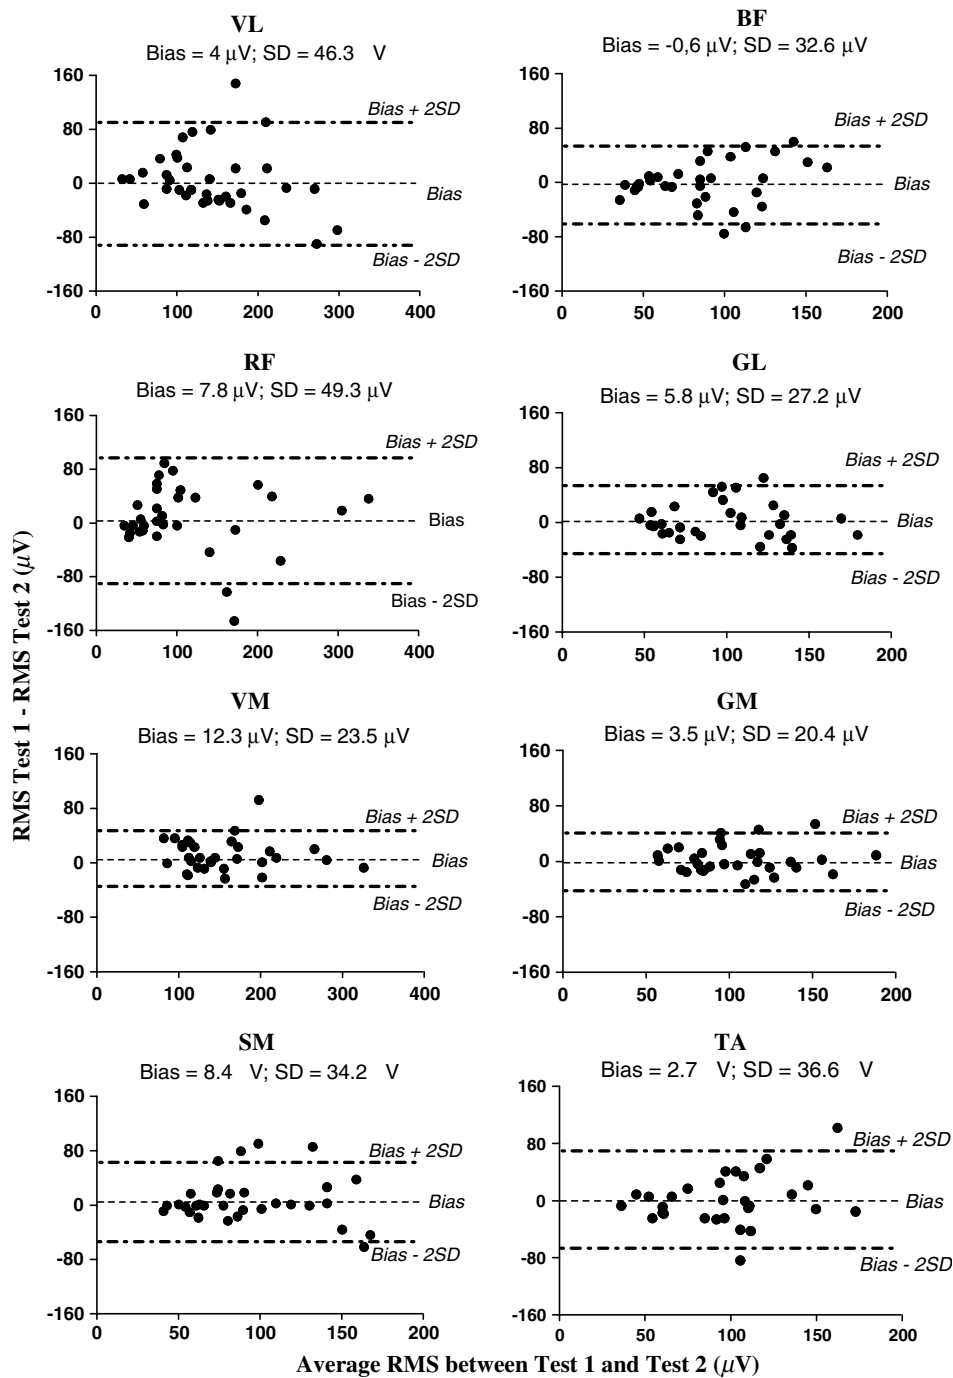 VL
Bias = 4 μV; SD = 46.3 V
160
80
0
-80
-160
0 100 200 300 400
Bias + 2SD
Bias
Bias - 2SD
BF
Bias = -0,6 μV; SD = 32.6 μV
160
80
0
-80
-160
0 50 100 150 200
Bias + 2SD
Bias
Bias - 2SD
RF
Bias = 7.8 μV; SD = 49.3 μV
160
80
0
-80
-160
0 100 200 300 400
Bias + 2SD
Bias
Bias - 2SD
GL
Bias = 5.8 μV; SD = 27.2 μV
160
80
0
-80
-160
0 50 100 150 200
Bias + 2SD
Bias
Bias - 2SD
RMS Test 1 - RMS Test 2 (μV)
VM
Bias = 12.3 μV; SD = 23.5 μV
160
80
0
-80
-160
0 100 200 300 400
Bias + 2SD
Bias
Bias - 2SD
GM
Bias = 3.5 μV; SD = 20.4 μV
160
80
0
-80
-160
0 50 100 150 200
Bias + 2SD
Bias
Bias - 2SD
SM
Bias = 8.4 V; SD = 34.2 V
160
80
0
-80
-160
0 50 100 150 200
Bias + 2SD
Bias
Bias - 2SD
TA
Bias = 2.7 V; SD = 36.6 V
160
80
0
-80
-160
0 50 100 150 200
Bias + 2SD
Bias
Bias - 2SD
Average RMS between Test 1 and Test 2 (μV)